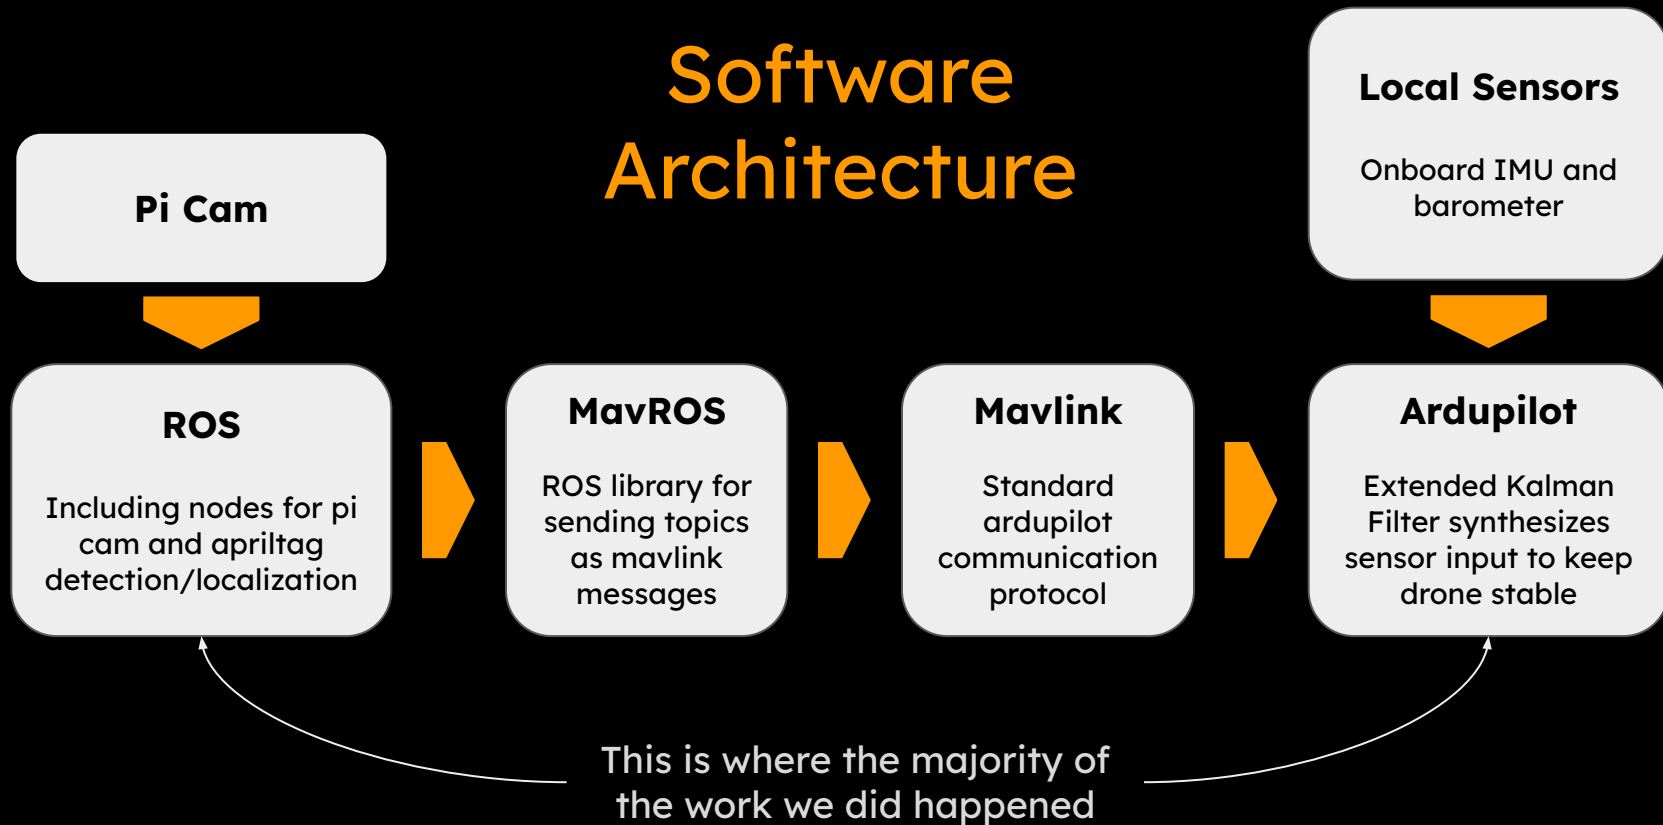 Software
Architecture
Pi Cam
Local Sensors
Onboard IMU and
barometer
ROS
Including nodes for pi
cam and apriltag
detection/localization
MavROS
ROS library for
sending topics
as mavlink
messages
Mavlink
Standard
ardupilot
communication
protocol
Ardupilot
Extended Kalman
Filter synthesizes
sensor input to keep
drone stable
This is where the majority of
the work we did happened